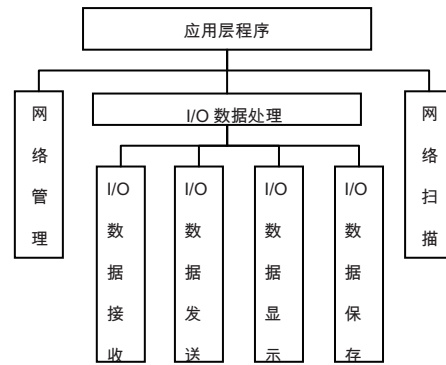 应用层程序
网络管理
I/O 数据处理
网络扫描
I/O 数据接收
I/O 数据发送
I/O 数据显示
I/O 数据保存